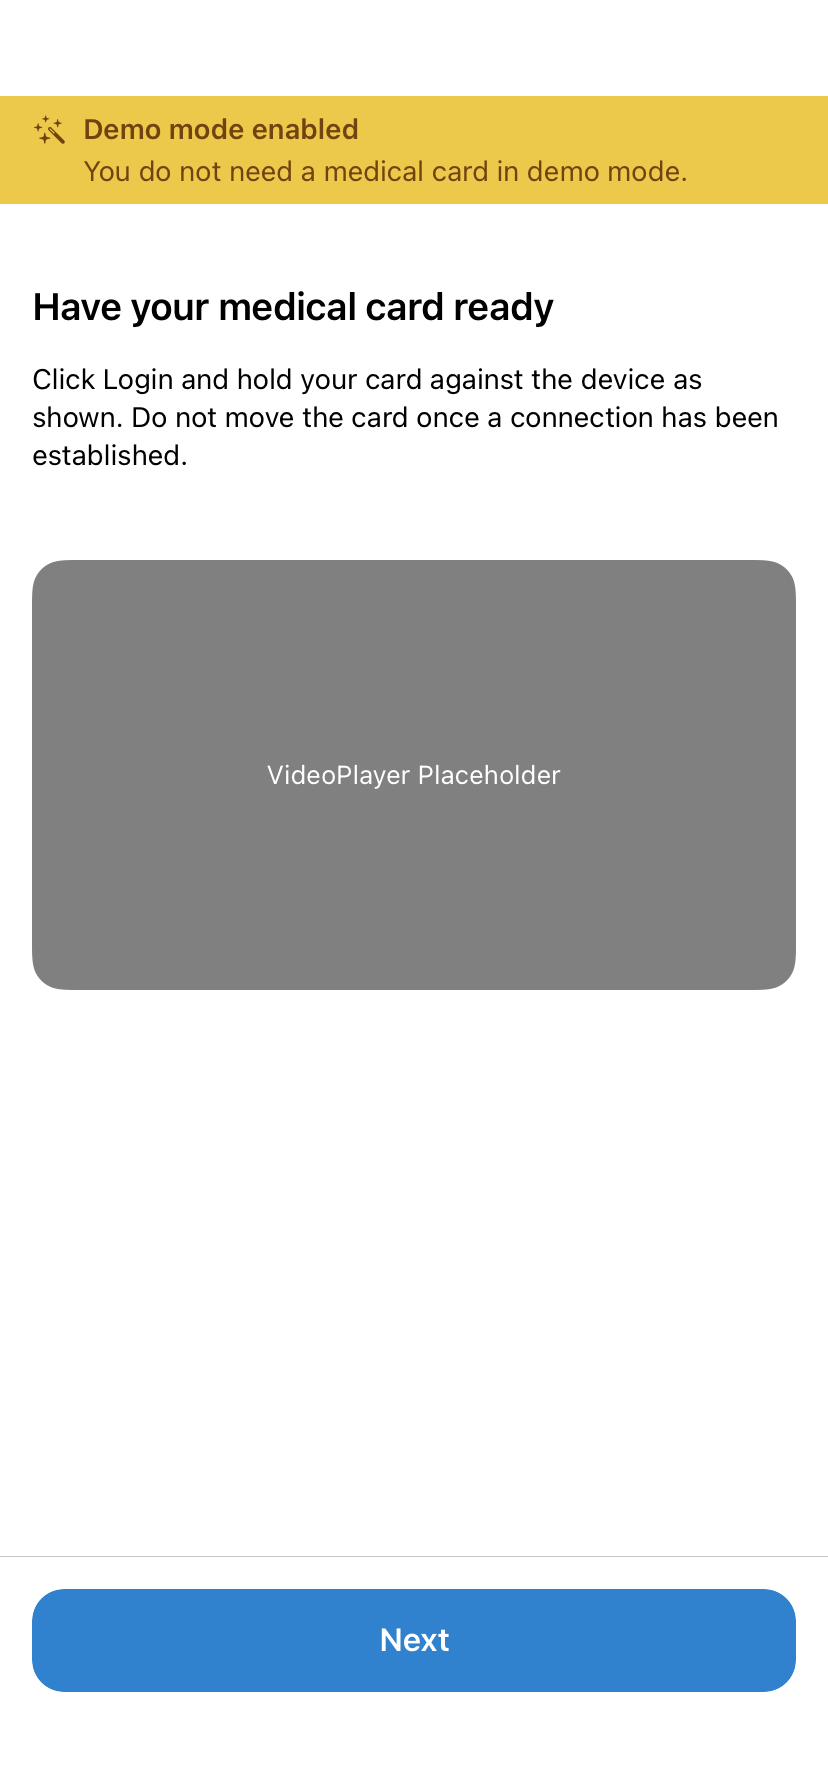 Demo mode enabled
You do not need a medical card in demo mode.
Have your medical card ready
Click Login and hold your card against the device as
shown. Do not move the card once a connection has been
established.
VideoPlayer Placeholder
Next